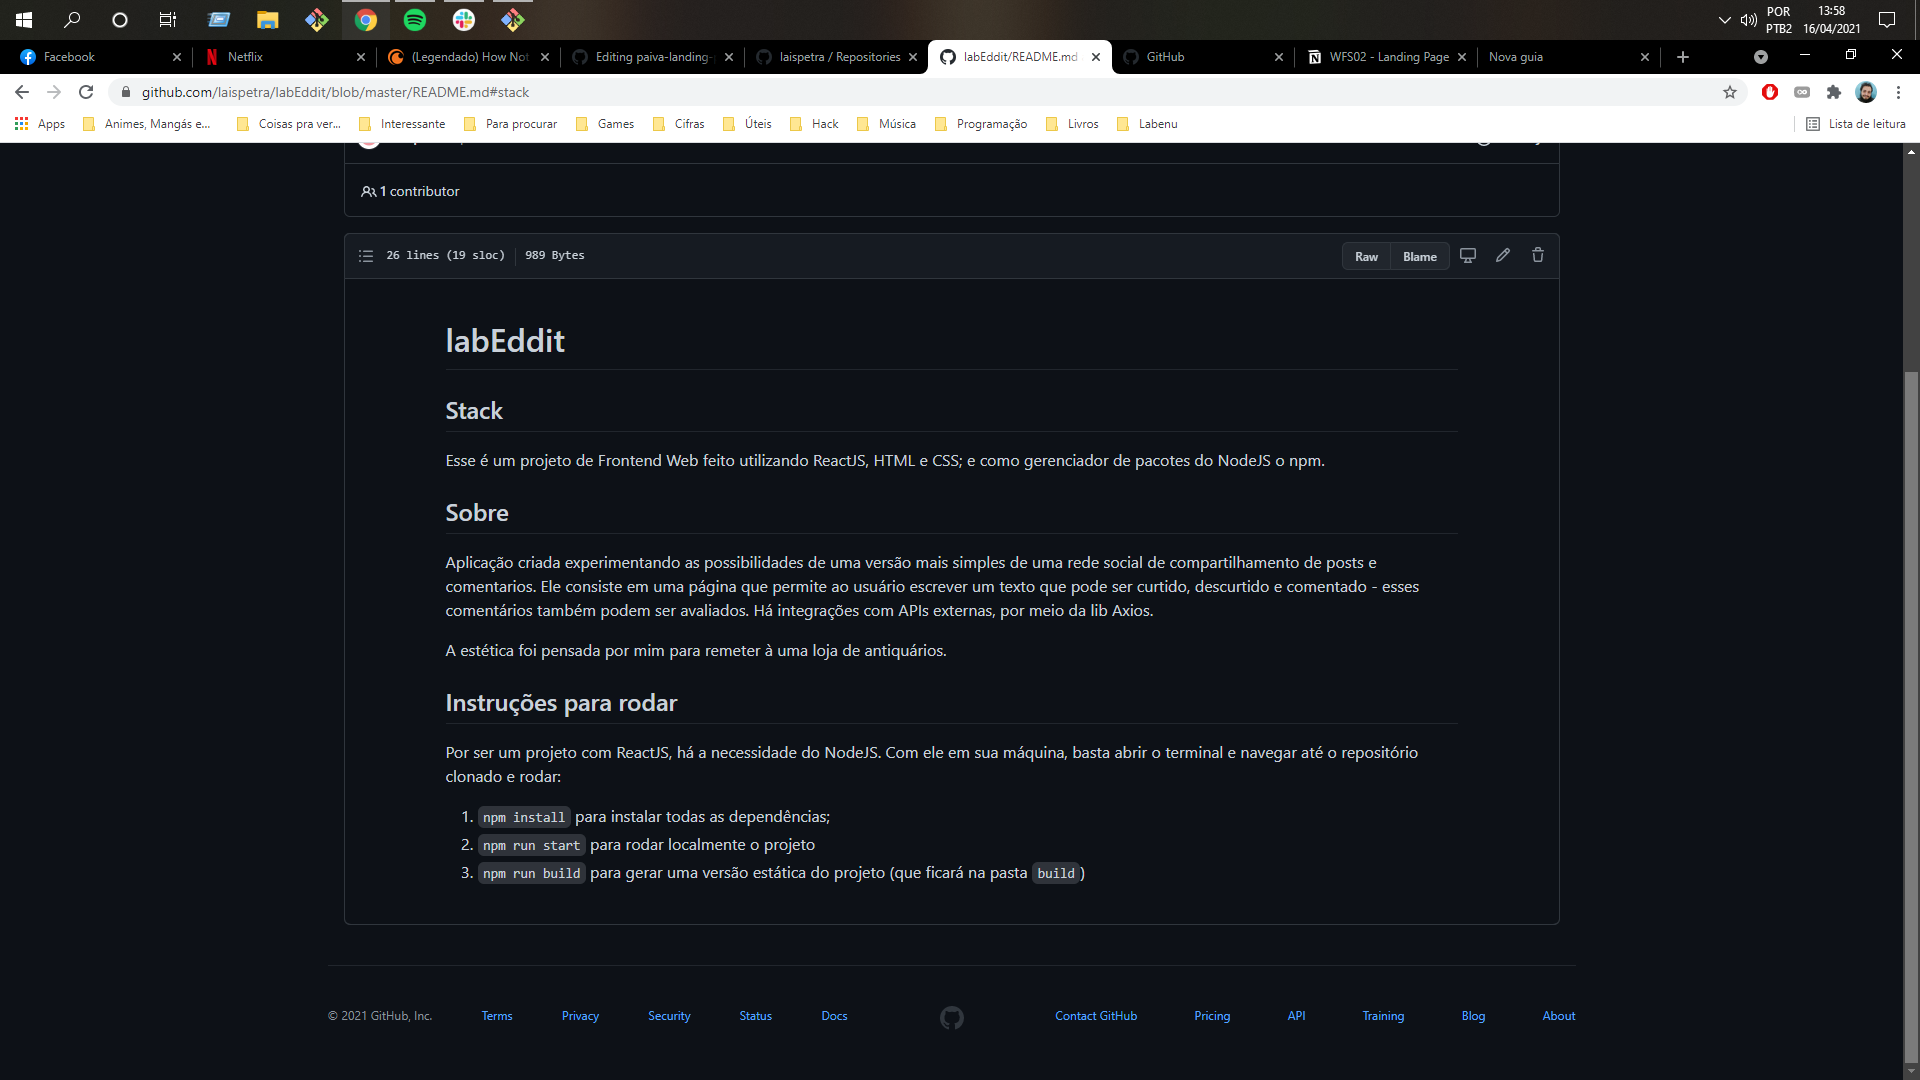 POR
PTB2
13:58
16/04/2021
Facebook
Netflix
(Legendado) How Not
Editing paiva-landing-
laispetra / Repositories
labEddit/README.md
GitHub
WFS02 - Landing Page
Nova guia
github.com/laispetra/labEddit/blob/master/README.md#stack
Apps
Animes, Mangás e...
Coisas pra ver...
Interessante
Para procurar
Games
Cifras
Úteis
Hack
Música
Programação
Livros
Labenu
Lista de leitura
1 contributor
26 lines (19 sloc)
989 Bytes
Raw
Blame
labEddit
Stack
Esse é um projeto de Frontend Web feito utilizando ReactJS, HTML e CSS; e como gerenciador de pacotes do NodeJS o npm.
Sobre
Aplicação criada experimentando as possibilidades de uma versão mais simples de uma rede social de compartilhamento de posts e
comentarios. Ele consiste em uma página que permite ao usuário escrever um texto que pode ser curtido, descurtido e comentado - esses
comentários também podem ser avaliados. Há integrações com APIs externas, por meio da lib Axios.
A estética foi pensada por mim para remeter à uma loja de antiquários.
Instruções para rodar
Por ser um projeto com ReactJS, há a necessidade do NodeJS. Com ele em sua máquina, basta abrir o terminal e navegar até o repositório
clonado e rodar:
1. npm install para instalar todas as dependências;
2. npm run start para rodar localmente o projeto
3. npm run build para gerar uma versão estática do projeto (que ficará na pasta build)
© 2021 GitHub, Inc.
Terms
Privacy
Security
Status
Docs
Contact GitHub
Pricing
API
Training
Blog
About